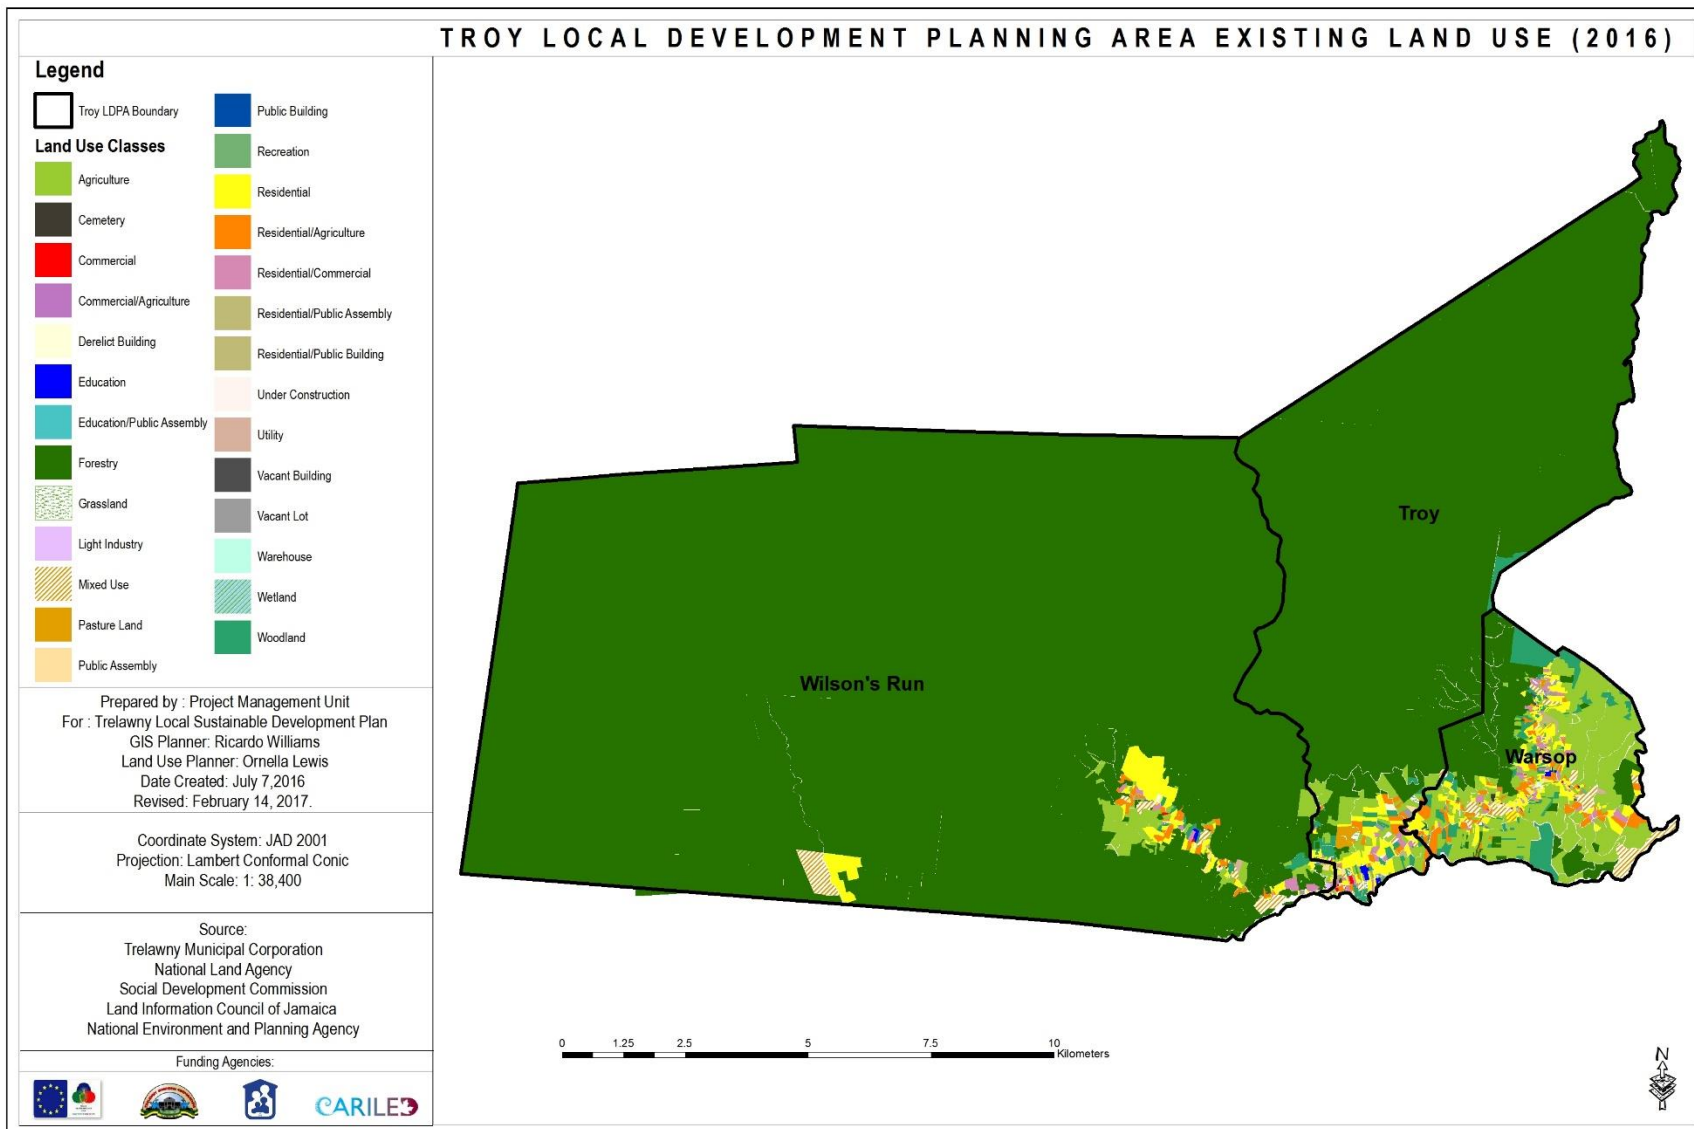 TROY LOCAL DEVELOPMENT PLANNING AREA EXISTING LAND USE (2016)
Legend
Troy LDPA Boundary
Land Use Classes
Agriculture
Cemetery
Commercial
Commercial/Agriculture
Derelict Building
Education
Education/Public Assembly
Forestry
Grassland
Light Industry
Mixed Use
Pasture Land
Public Assembly
Public Building
Recreation
Residential
Residential/Agriculture
Residential/Commercial
Residential/Public Assembly
Residential/Public Building
Under Construction
Utility
Vacant Building
Vacant Lot
Warehouse
Wetland
Woodland
Prepared by : Project Management Unit
For : Trelawny Local Sustainable Development Plan
GIS Planner: Ricardo Williams
Land Use Planner: Ornella Lewis
Date Created: July 7,2016
Revised: February 14, 2017.
Coordinate System: JAD 2001
Projection: Lambert Conformal Conic
Main Scale: 1: 38,400
Source:
Trelawny Municipal Corporation
National Land Agency
Social Development Commission
Land Information Council of Jamaica
National Environment and Planning Agency
Funding Agencies:
CARILED
Troy
Wilson's Run
Warsop
0 1.25 2.5 5 7.5 10
Kilometers
N